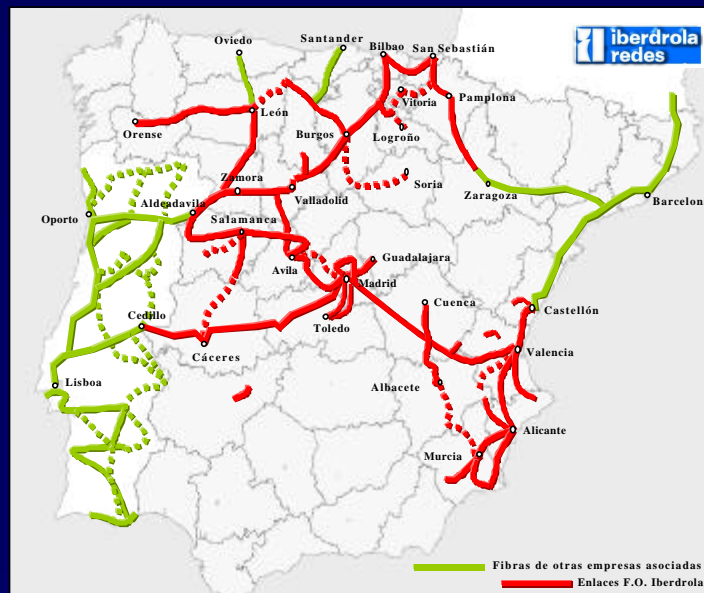 iberdrola
redes
Santander
Oviedo
Bilbao
San Sebastián
León
Vitoria
Pamplona
Orense
Burgos
Logroño
Zamora
Soria
Valladolíd
Zaragoza
Aldeadavila
Barcelon
Oporto
Salamanca
Avila
Guadalajara
Madrid
Cuenca
Castellón
Cedillo
Toledo
Cáceres
Valencia
Lisboa
Albacete
Alicante
Murcia
Fibras de otras empresas asociadas
Enlaces F.O. Iberdrola